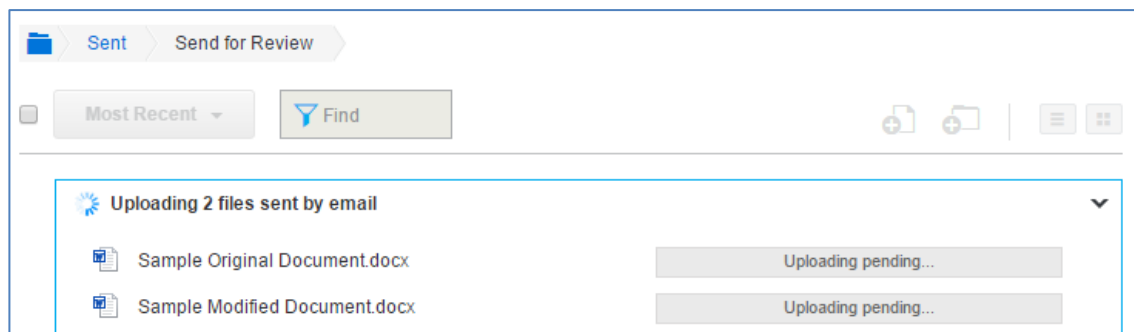 Sent Send for Review
Most Recent Find
Uploading 2 files sent by email
Sample Original Document.docx Uploading pending...
Sample Modified Document.docx Uploading pending...